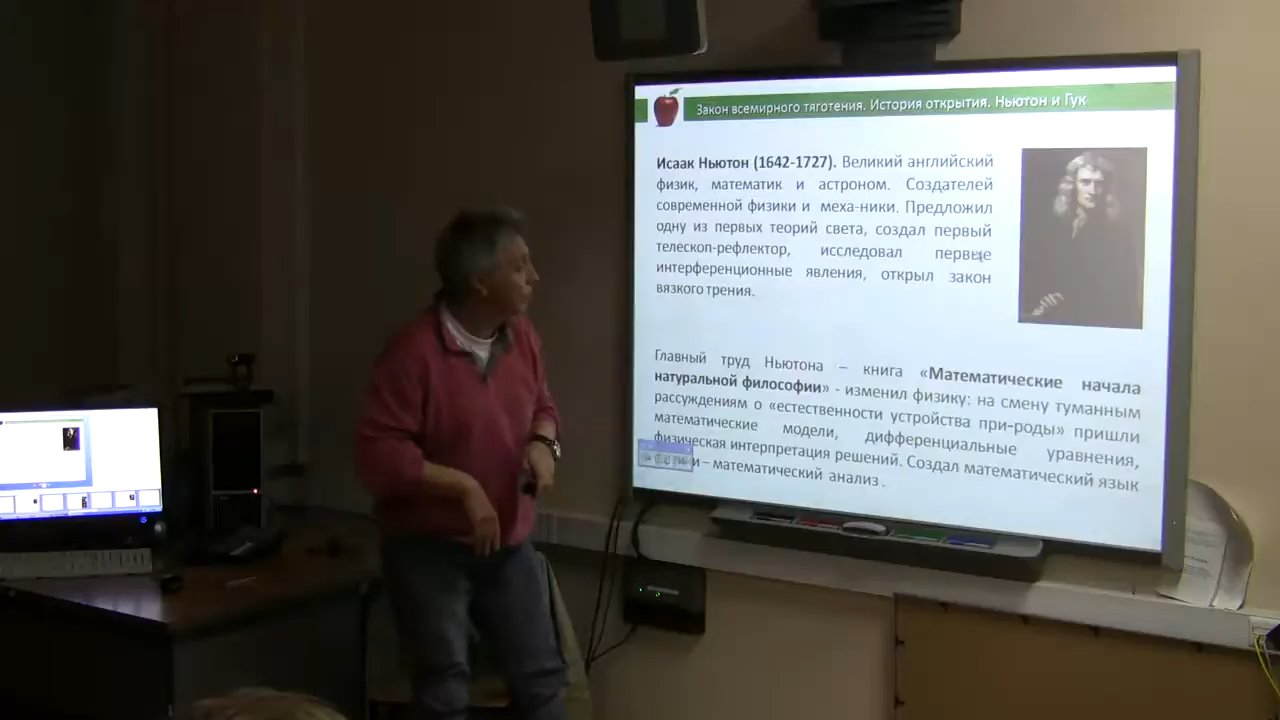 Закон всемирного тяготения. История открытия. Ньютон и Гук
Исаак Ньютон (1642-1727). Великий английский
физик, математик и астроном. Создателей
современной физики и меха-ники. Предложил
одну из первых теорий света, создал первый
телескоп-рефлектор, исследовал первые
интерференционные явления, открыл закон
вязкого трения.
Главный труд Ньютона – книга «Математические начала
натуральной философии» - изменил физику: на смену туманным
рассуждениям о «естественности устройства при-роды» пришли
математические модели, дифференциальные уравнения,
физическая интерпретация решений. Создал математический язык
– математический анализ.